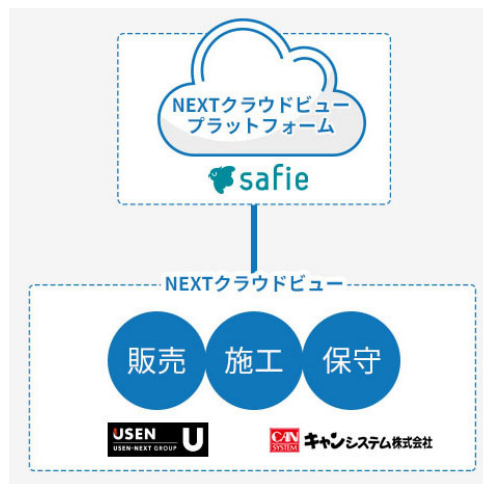 NEXTクラウドビュー
プラットフォーム
safie
NEXTクラウドビュー
販売 施工 保守
USEN U
USEN-NEXT GROUP
CAN
SYSTEM
キャンシステム株式会社